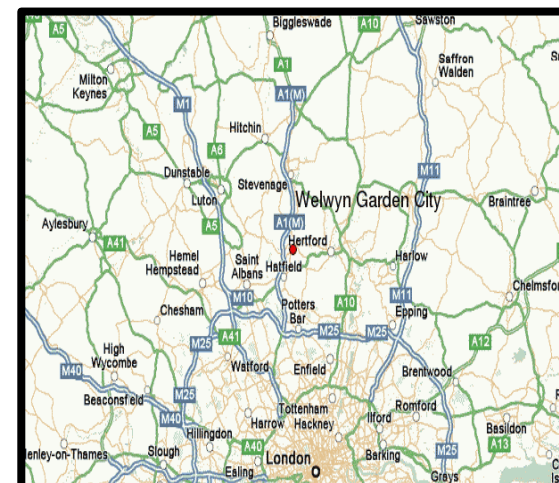 Biggleswade
A10
Sawston
A5
A1
Saffron
Walden
Milton
Keynes
M1
A1(M)
A5
A6
Hitchin
Dunstable
Luton
Stevenage
M11
Welwyn Garden City
Braintree
Aylesbury
A41
A5
A1(M)
Hertford
Hemel
Hempstead
Saint
Albans
Hatfield
Harlow
M10
Potters
Bar
A10
M11
Epping
Chelmsfor
Chesham
M25
A41
M25
M25
A12
High
Wycombe
Watford
Enfield
Brentwood
M40
Beaconsfield
M25
M40
Harrow
Tottenham
Hackney
Ilford
Romford
Basildon
Henley-on-Thames
Hillingdon
A40
Slough
Ealing
London
Barking
M25
A13
Grays